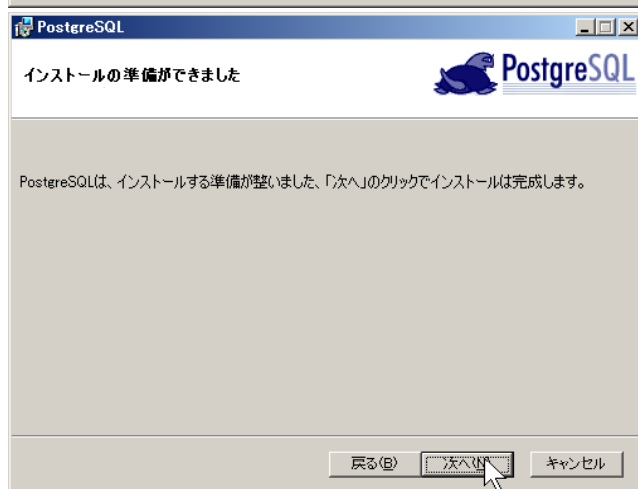 PostgreSQL
インストールの準備ができました
PostgreSQL
PostgreSQLは、インストールする準備が整いました、「次へ」のクリックでインストールは完成します。
戻る(B)
次へ(N)
キャンセル